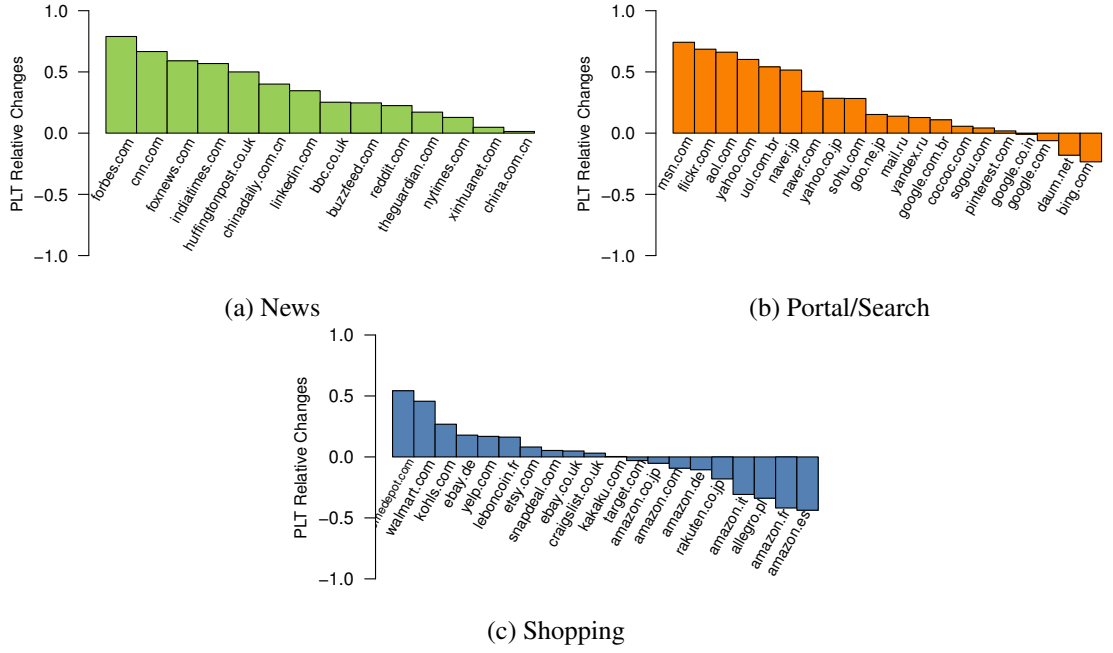 PLT Relative Changes
1.0
0.5
0.0
−0.5
−1.0
forbes.com
cnn.com
foxnews.com
indiatimes.com
huffingtonpost.co.uk
chinadaily.com.cn
linkedin.com
bbc.co.uk
buzzfeed.com
reddit.com
theguardian.com
nytimes.com
xinhuanet.com
china.com.cn
(a) News
PLT Relative Changes
1.0
0.5
0.0
−0.5
−1.0
msn.com
flickr.com
aol.com
yahoo.com
uol.com.br
naver.jp
naver.com
yahoo.co.jp
sohu.com
goo.ne.jp
mail.ru
yandex.ru
google.com.br
coccoc.com
sogou.com
pinterest.com
google.co.in
google.com
daum.net
bing.com
(b) Portal/Search
PLT Relative Changes
1.0
0.5
0.0
−0.5
−1.0
medepot.com
walmart.com
kohls.com
ebay.de
yelp.com
leboncoin.fr
etsy.com
snapdeal.com
ebay.co.uk
craigslist.co.uk
kakaku.com
target.com
amazon.co.jp
amazon.com
amazon.de
rakuten.co.jp
amazon.it
allegro.pl
amazon.fr
amazon.es
(c) Shopping